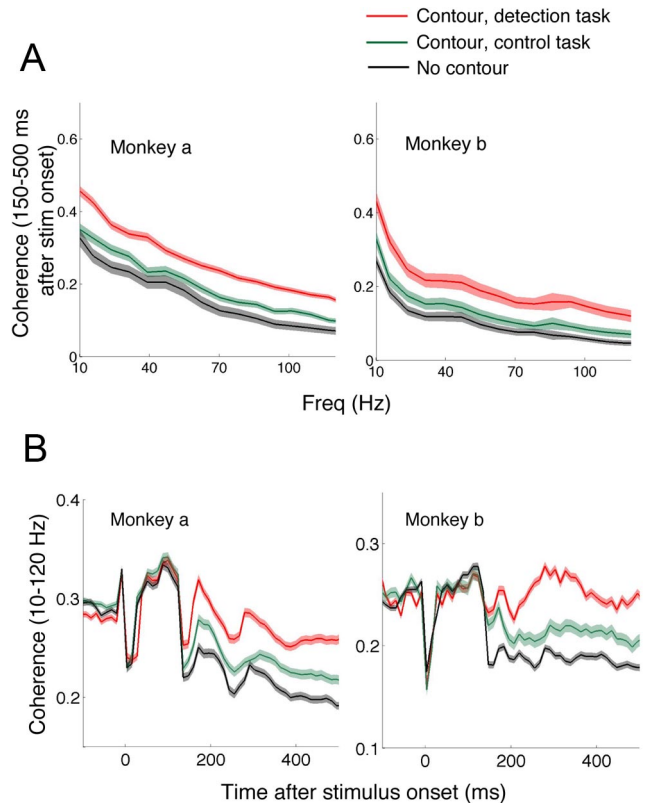 Contour, detection task
Contour, control task
No contour
A
Coherence (150-500 ms
after stim onset)
0.6
0.4
0.2
0
Monkey a
10
40
70
100
0.6
0.4
0.2
0
Monkey b
10
40
70
100
Freq (Hz)
B
Coherence (10-120 Hz)
0.4
0.3
0.2
Monkey a
0
200
400
0.3
0.2
0.1
Monkey b
0
200
400
Time after stimulus onset (ms)